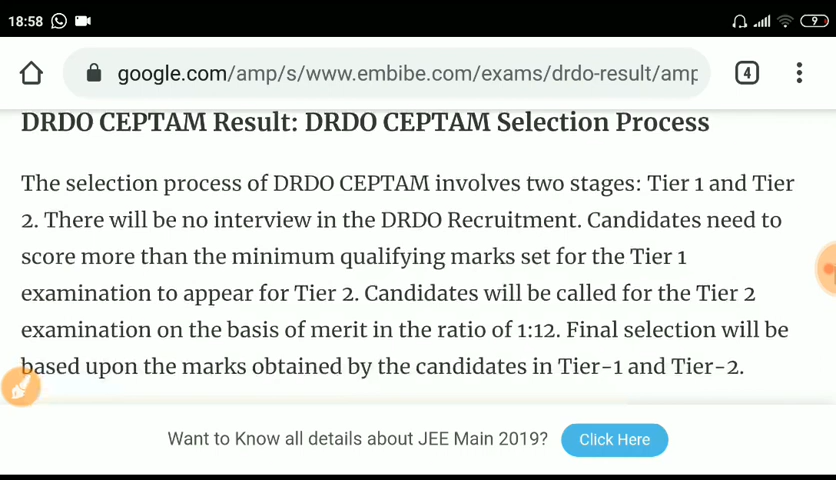 18:58 9
google.com/amp/s/www.embibe.com/exams/drdo-result/amp 4
DRDO CEPTAM Result: DRDO CEPTAM Selection Process
The selection process of DRDO CEPTAM involves two stages: Tier 1 and Tier
2. There will be no interview in the DRDO Recruitment. Candidates need to
score more than the minimum qualifying marks set for the Tier 1
examination to appear for Tier 2. Candidates will be called for the Tier 2
examination on the basis of merit in the ratio of 1:12. Final selection will be
based upon the marks obtained by the candidates in Tier-1 and Tier-2.
Want to Know all details about JEE Main 2019? Click Here